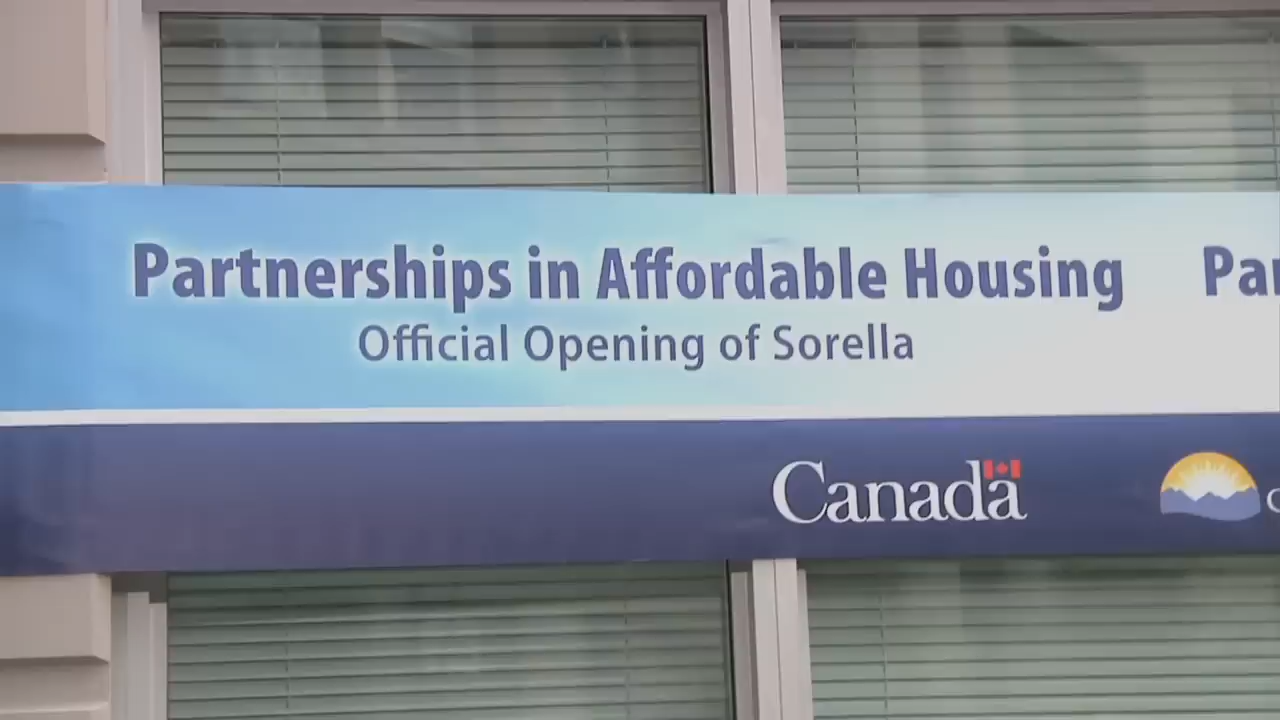 Partnerships in Affordable Housing
Official Opening of Sorella
Canada